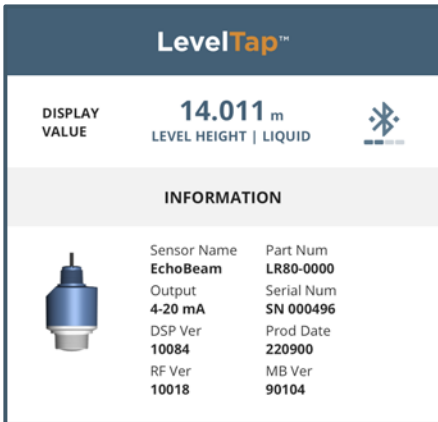 LevelTap™
DISPLAY
VALUE
14.011 m
LEVEL HEIGHT | LIQUID
INFORMATION
Sensor Name
EchoBeam
Part Num
LR80-0000
Output
4-20 mA
Serial Num
SN 000496
DSP Ver
10084
Prod Date
220900
RF Ver
10018
MB Ver
90104